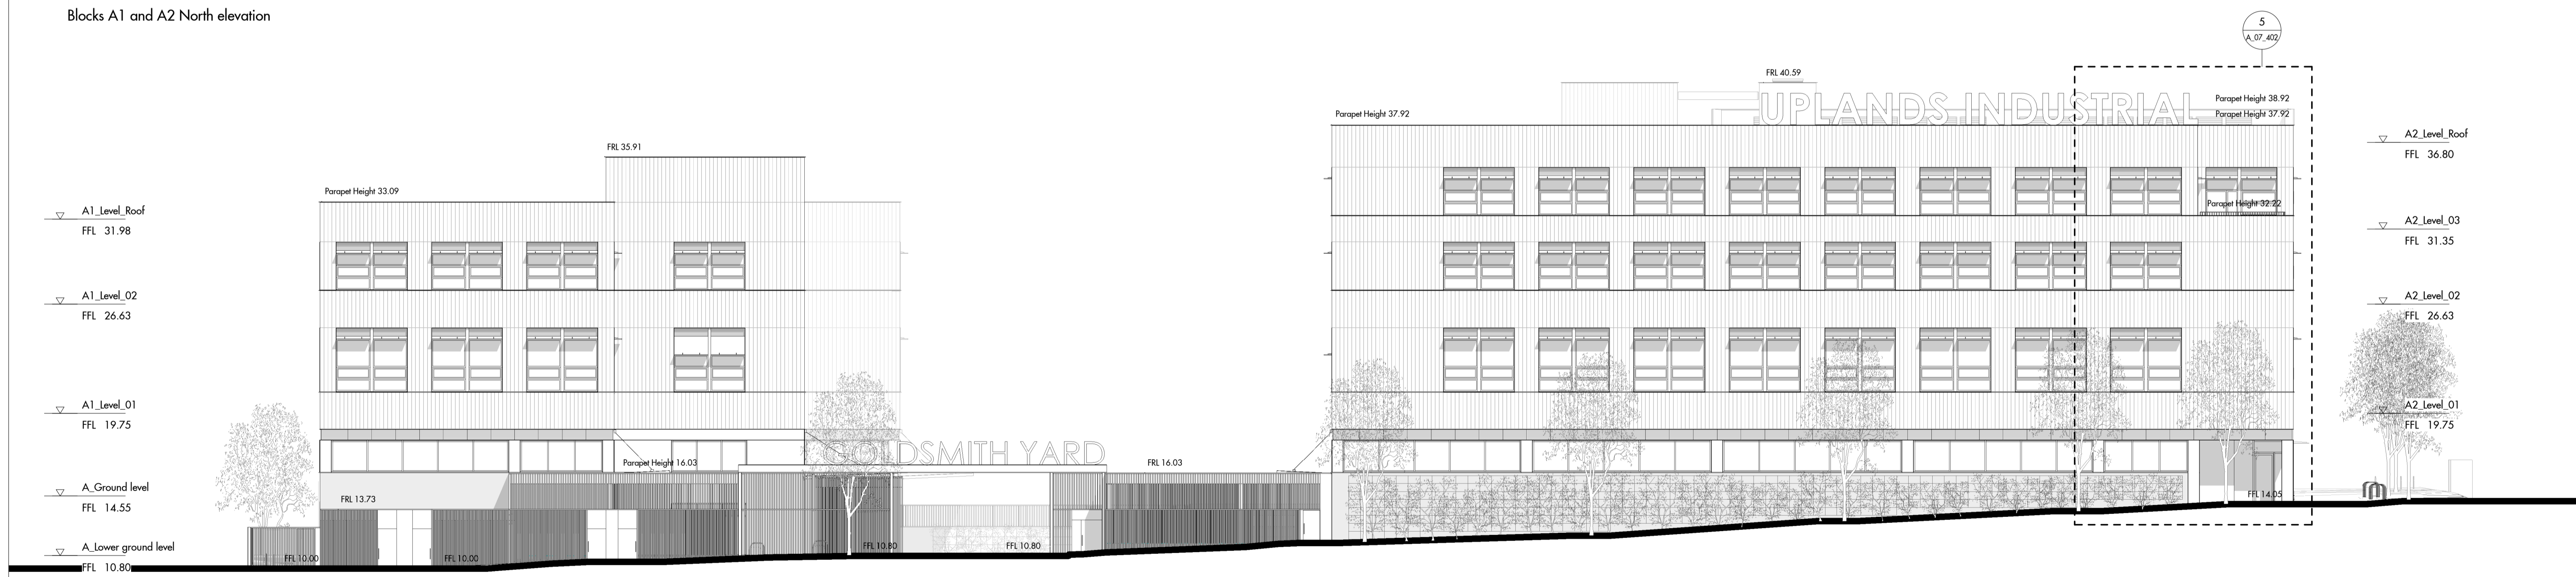 Blocks A1 and A2 North elevation
5
A_07_402
FRL 40.59
UPLANDS INDUSTRIAL
Parapet Height 38.92
Parapet Height 37.92
Parapet Height 37.92
A2_Level_Roof
FFL 36.80
FRL 35.91
Parapet Height 33.09
A1_Level_Roof
FFL 31.98
Parapet Height 32.22
A2_Level_03
FFL 31.35
A1_Level_02
FFL 26.63
A2_Level_02
FFL 26.63
A1_Level_01
FFL 19.75
A2_Level_01
FFL 19.75
GOLDSMITH YARD
Parapet Height 16.03
FRL 16.03
A_Ground level
FFL 14.55
FRL 13.73
FFL 14.05
A_Lower ground level
FFL 10.80
FFL 10.00
FFL 10.00
FFL 10.80
FFL 10.80